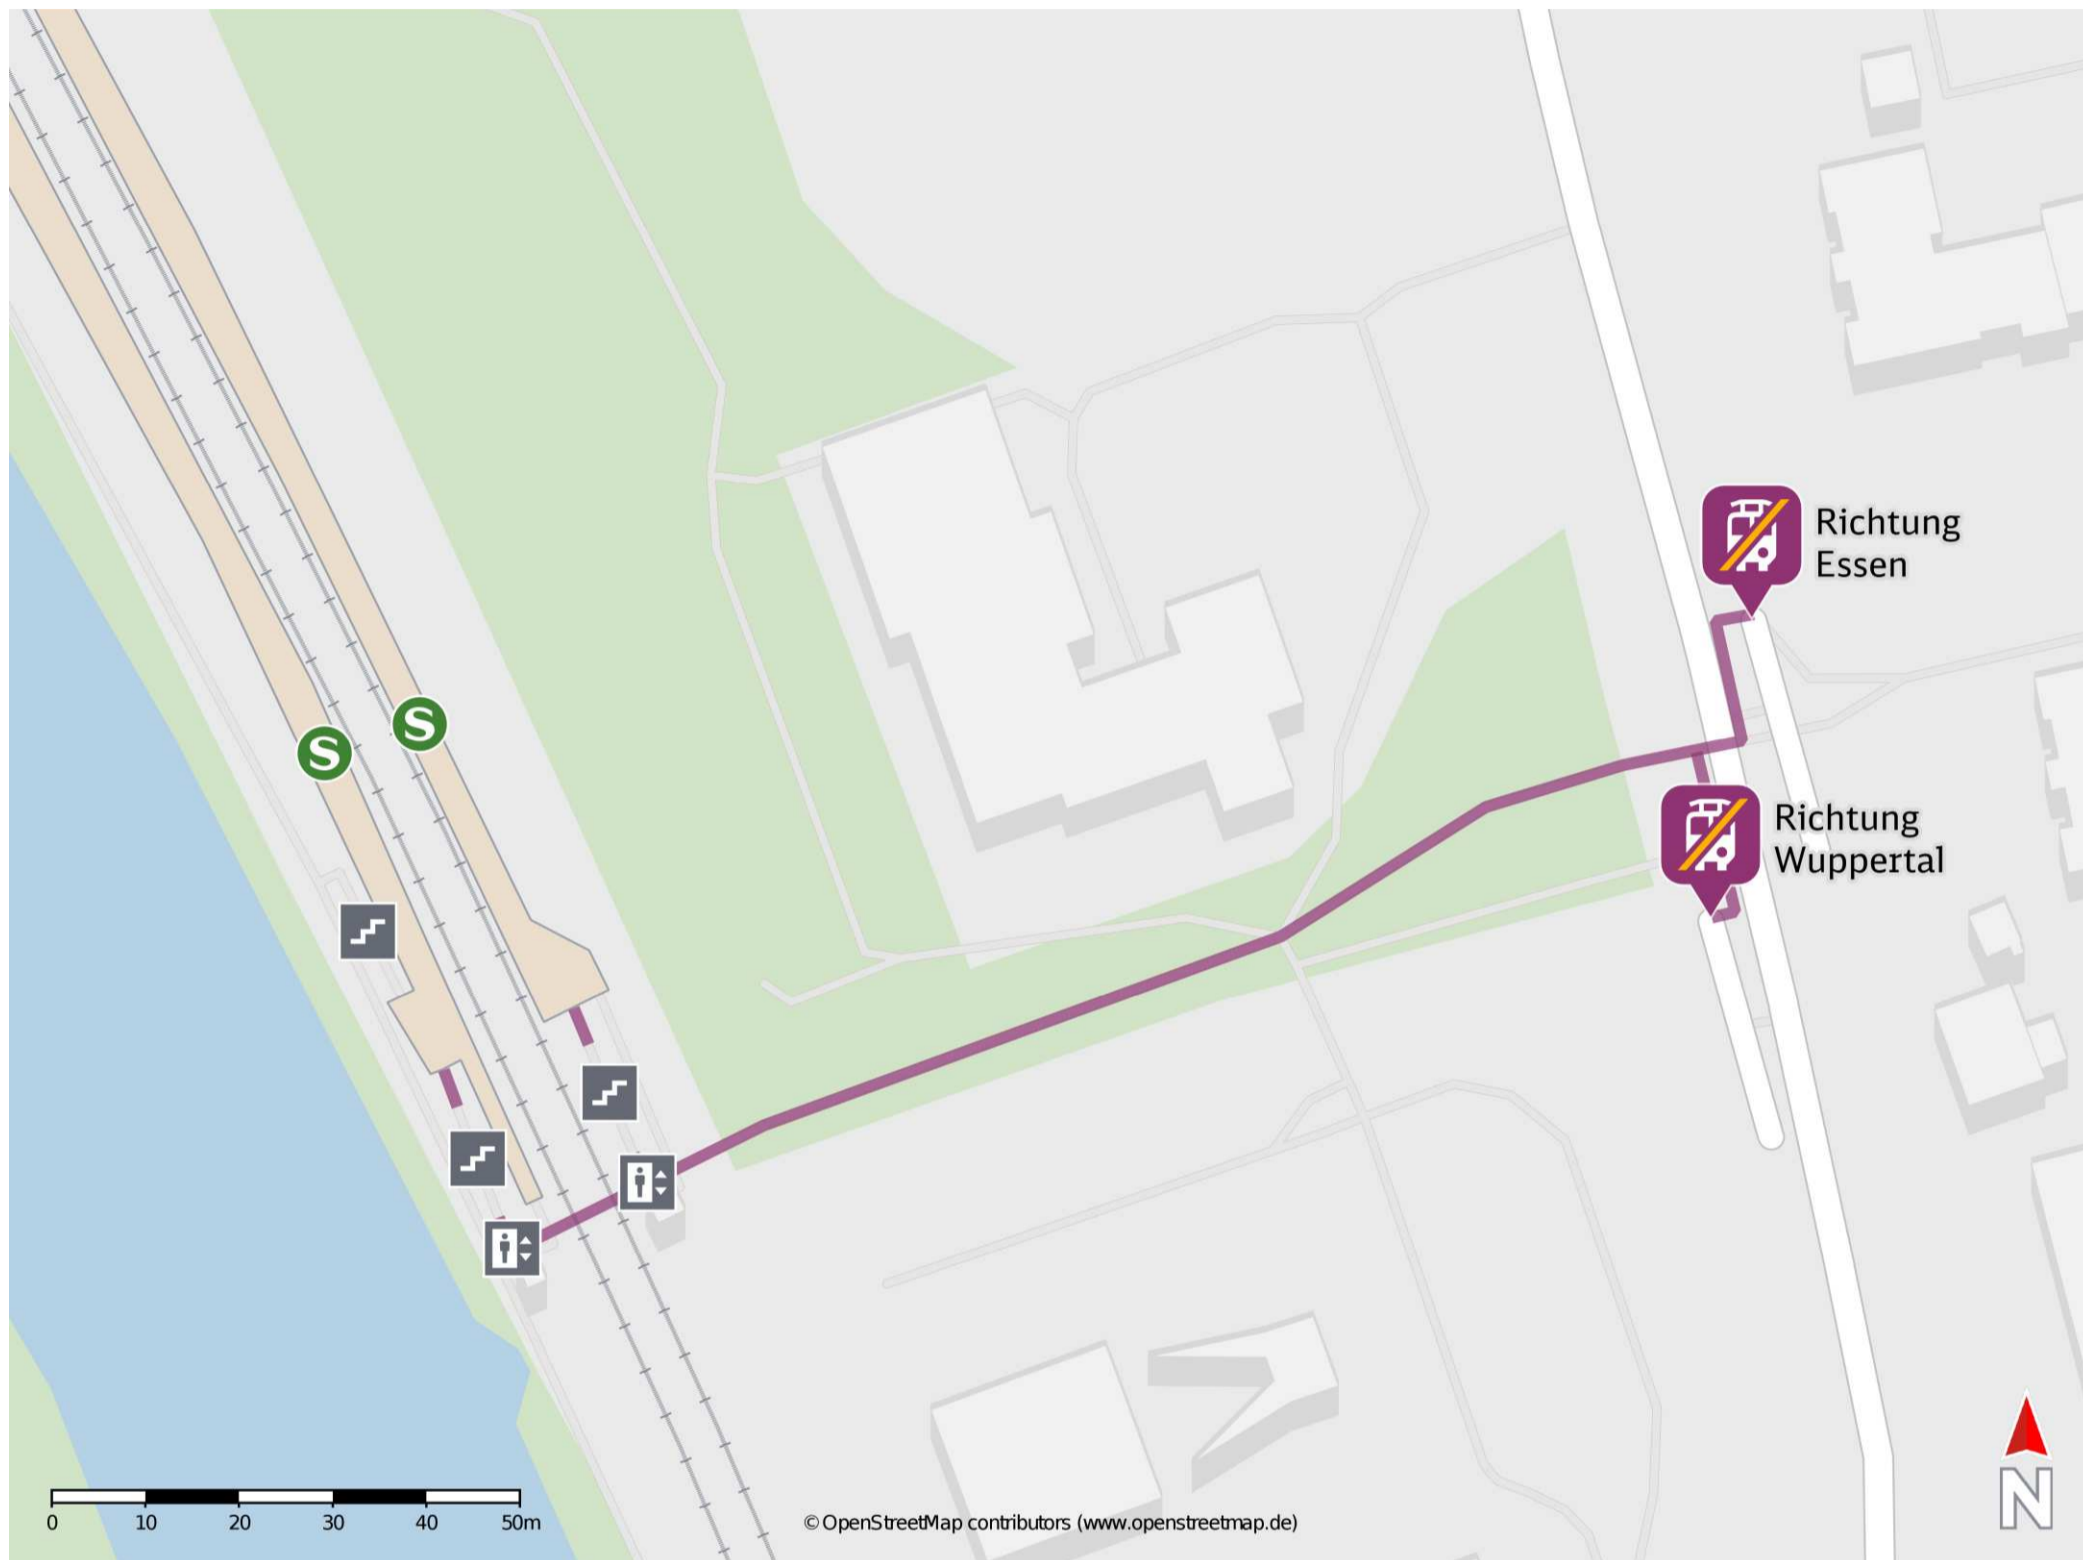 Richtung
Essen
S
S
Richtung
Wuppertal
0 10 20 30 40 50m
© OpenStreetMap contributors (www.openstreetmap.de)
N